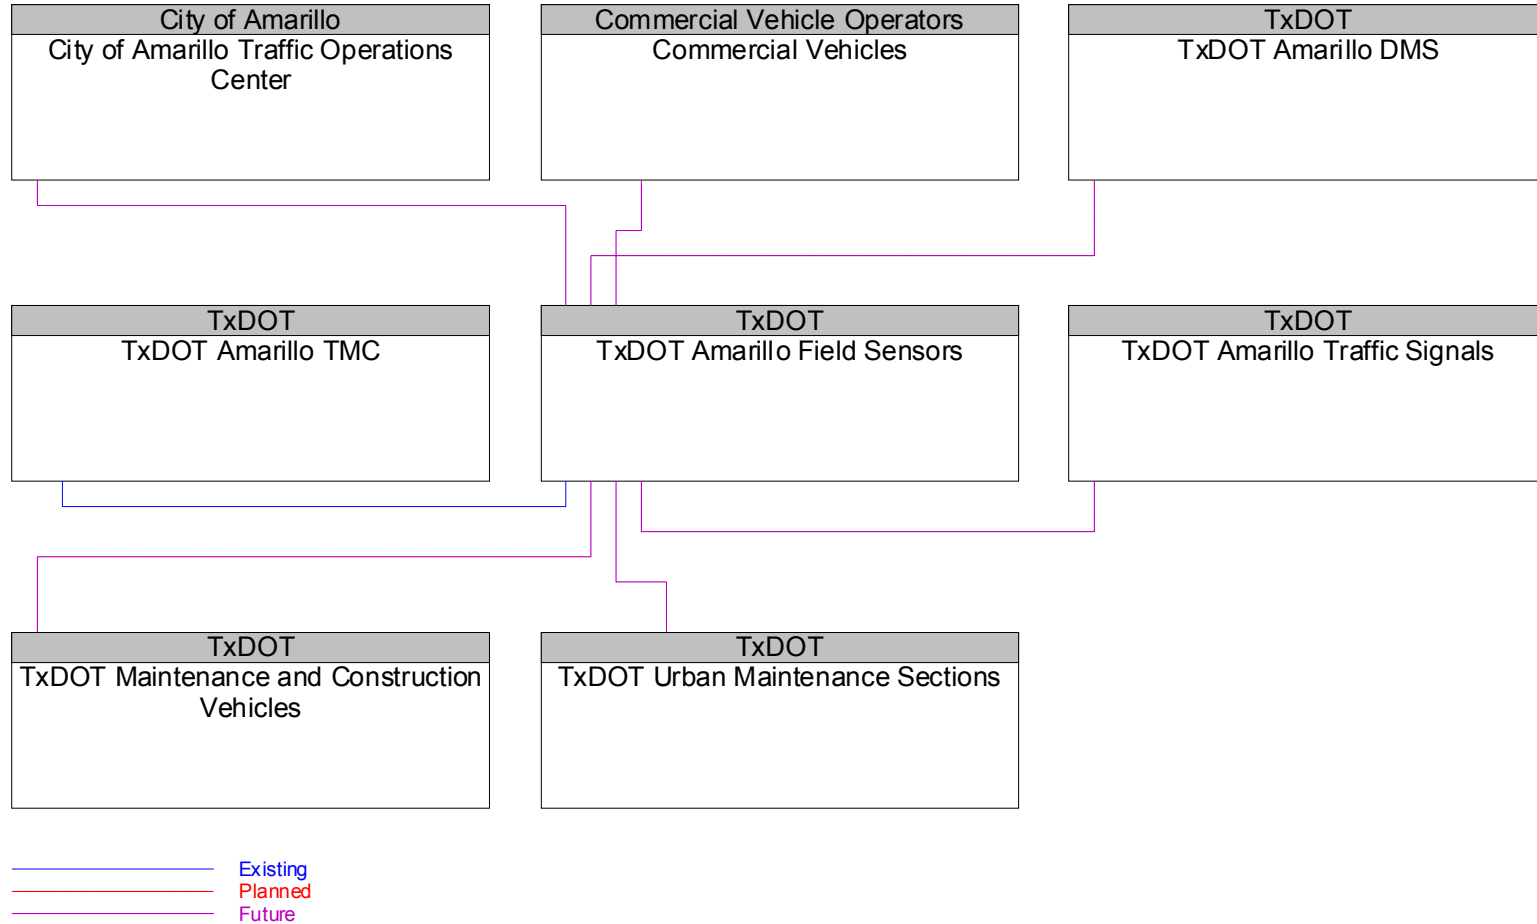 City of Amarillo
City of Amarillo Traffic Operations
Center
Commercial Vehicle Operators
Commercial Vehicles
TxDOT
TxDOT Amarillo DMS
TxDOT
TxDOT Amarillo TMC
TxDOT
TxDOT Amarillo Field Sensors
TxDOT
TxDOT Amarillo Traffic Signals
TxDOT
TxDOT Maintenance and Construction
Vehicles
TxDOT
TxDOT Urban Maintenance Sections
Existing
Planned
Future